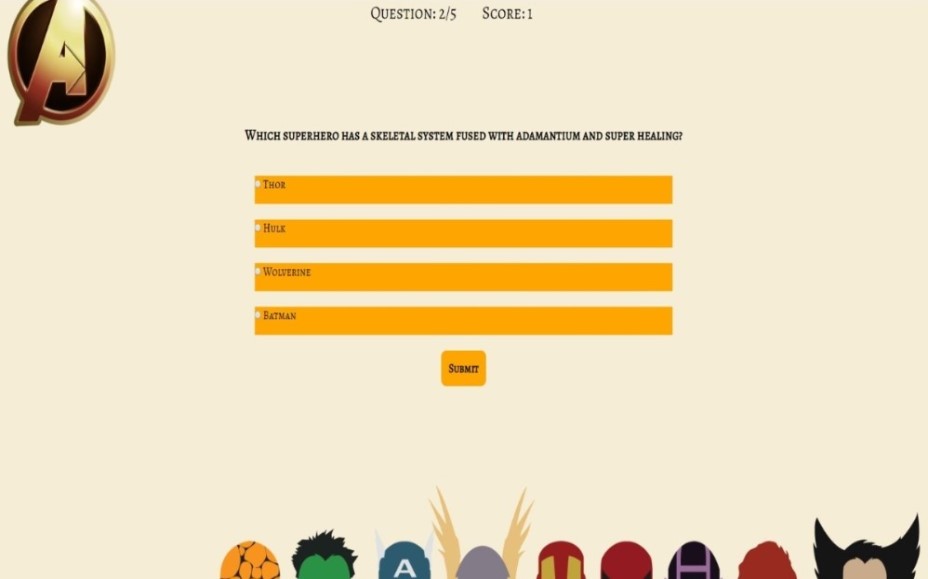 Question: 2/5 Score: 1
Which superhero has a skeletal system fused with adamantium and super healing?
Thor
Hulk
Wolverine
Batman
Submit
A